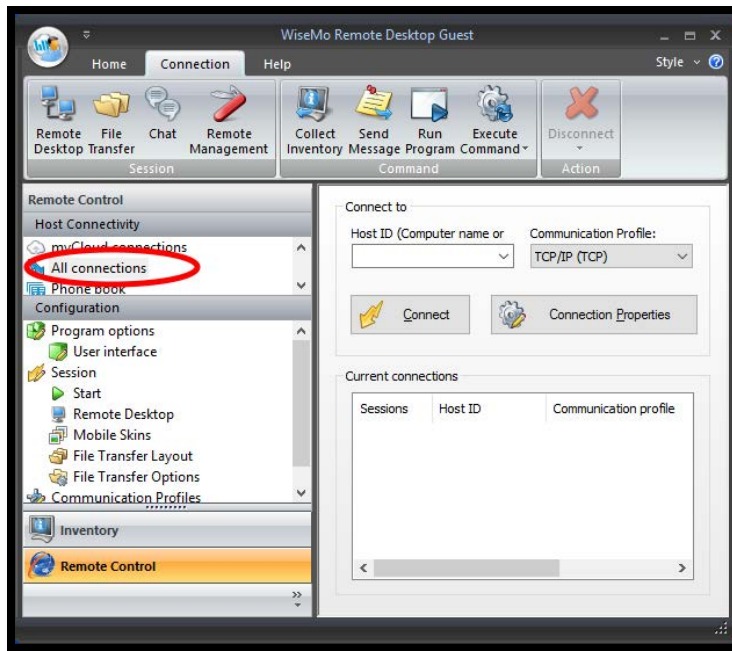 WiseMo Remote Desktop Guest
Home Connection Help Style
Remote Desktop
File Transfer
Chat
Remote Management
Session
Collect Inventory
Send Message
Run Program
Execute Command
Command
Disconnect
Action
Remote Control
Host Connectivity
myCloud connections
All connections
Phone book
Configuration
Program options
User interface
Session
Start
Remote Desktop
Mobile Skins
File Transfer Layout
File Transfer Options
Communication Profiles
Inventory
Remote Control
Connect to
Host ID (Computer name or
Communication Profile:
TCP/IP (TCP)
Connect
Connection Properties
Current connections
Sessions Host ID Communication profile